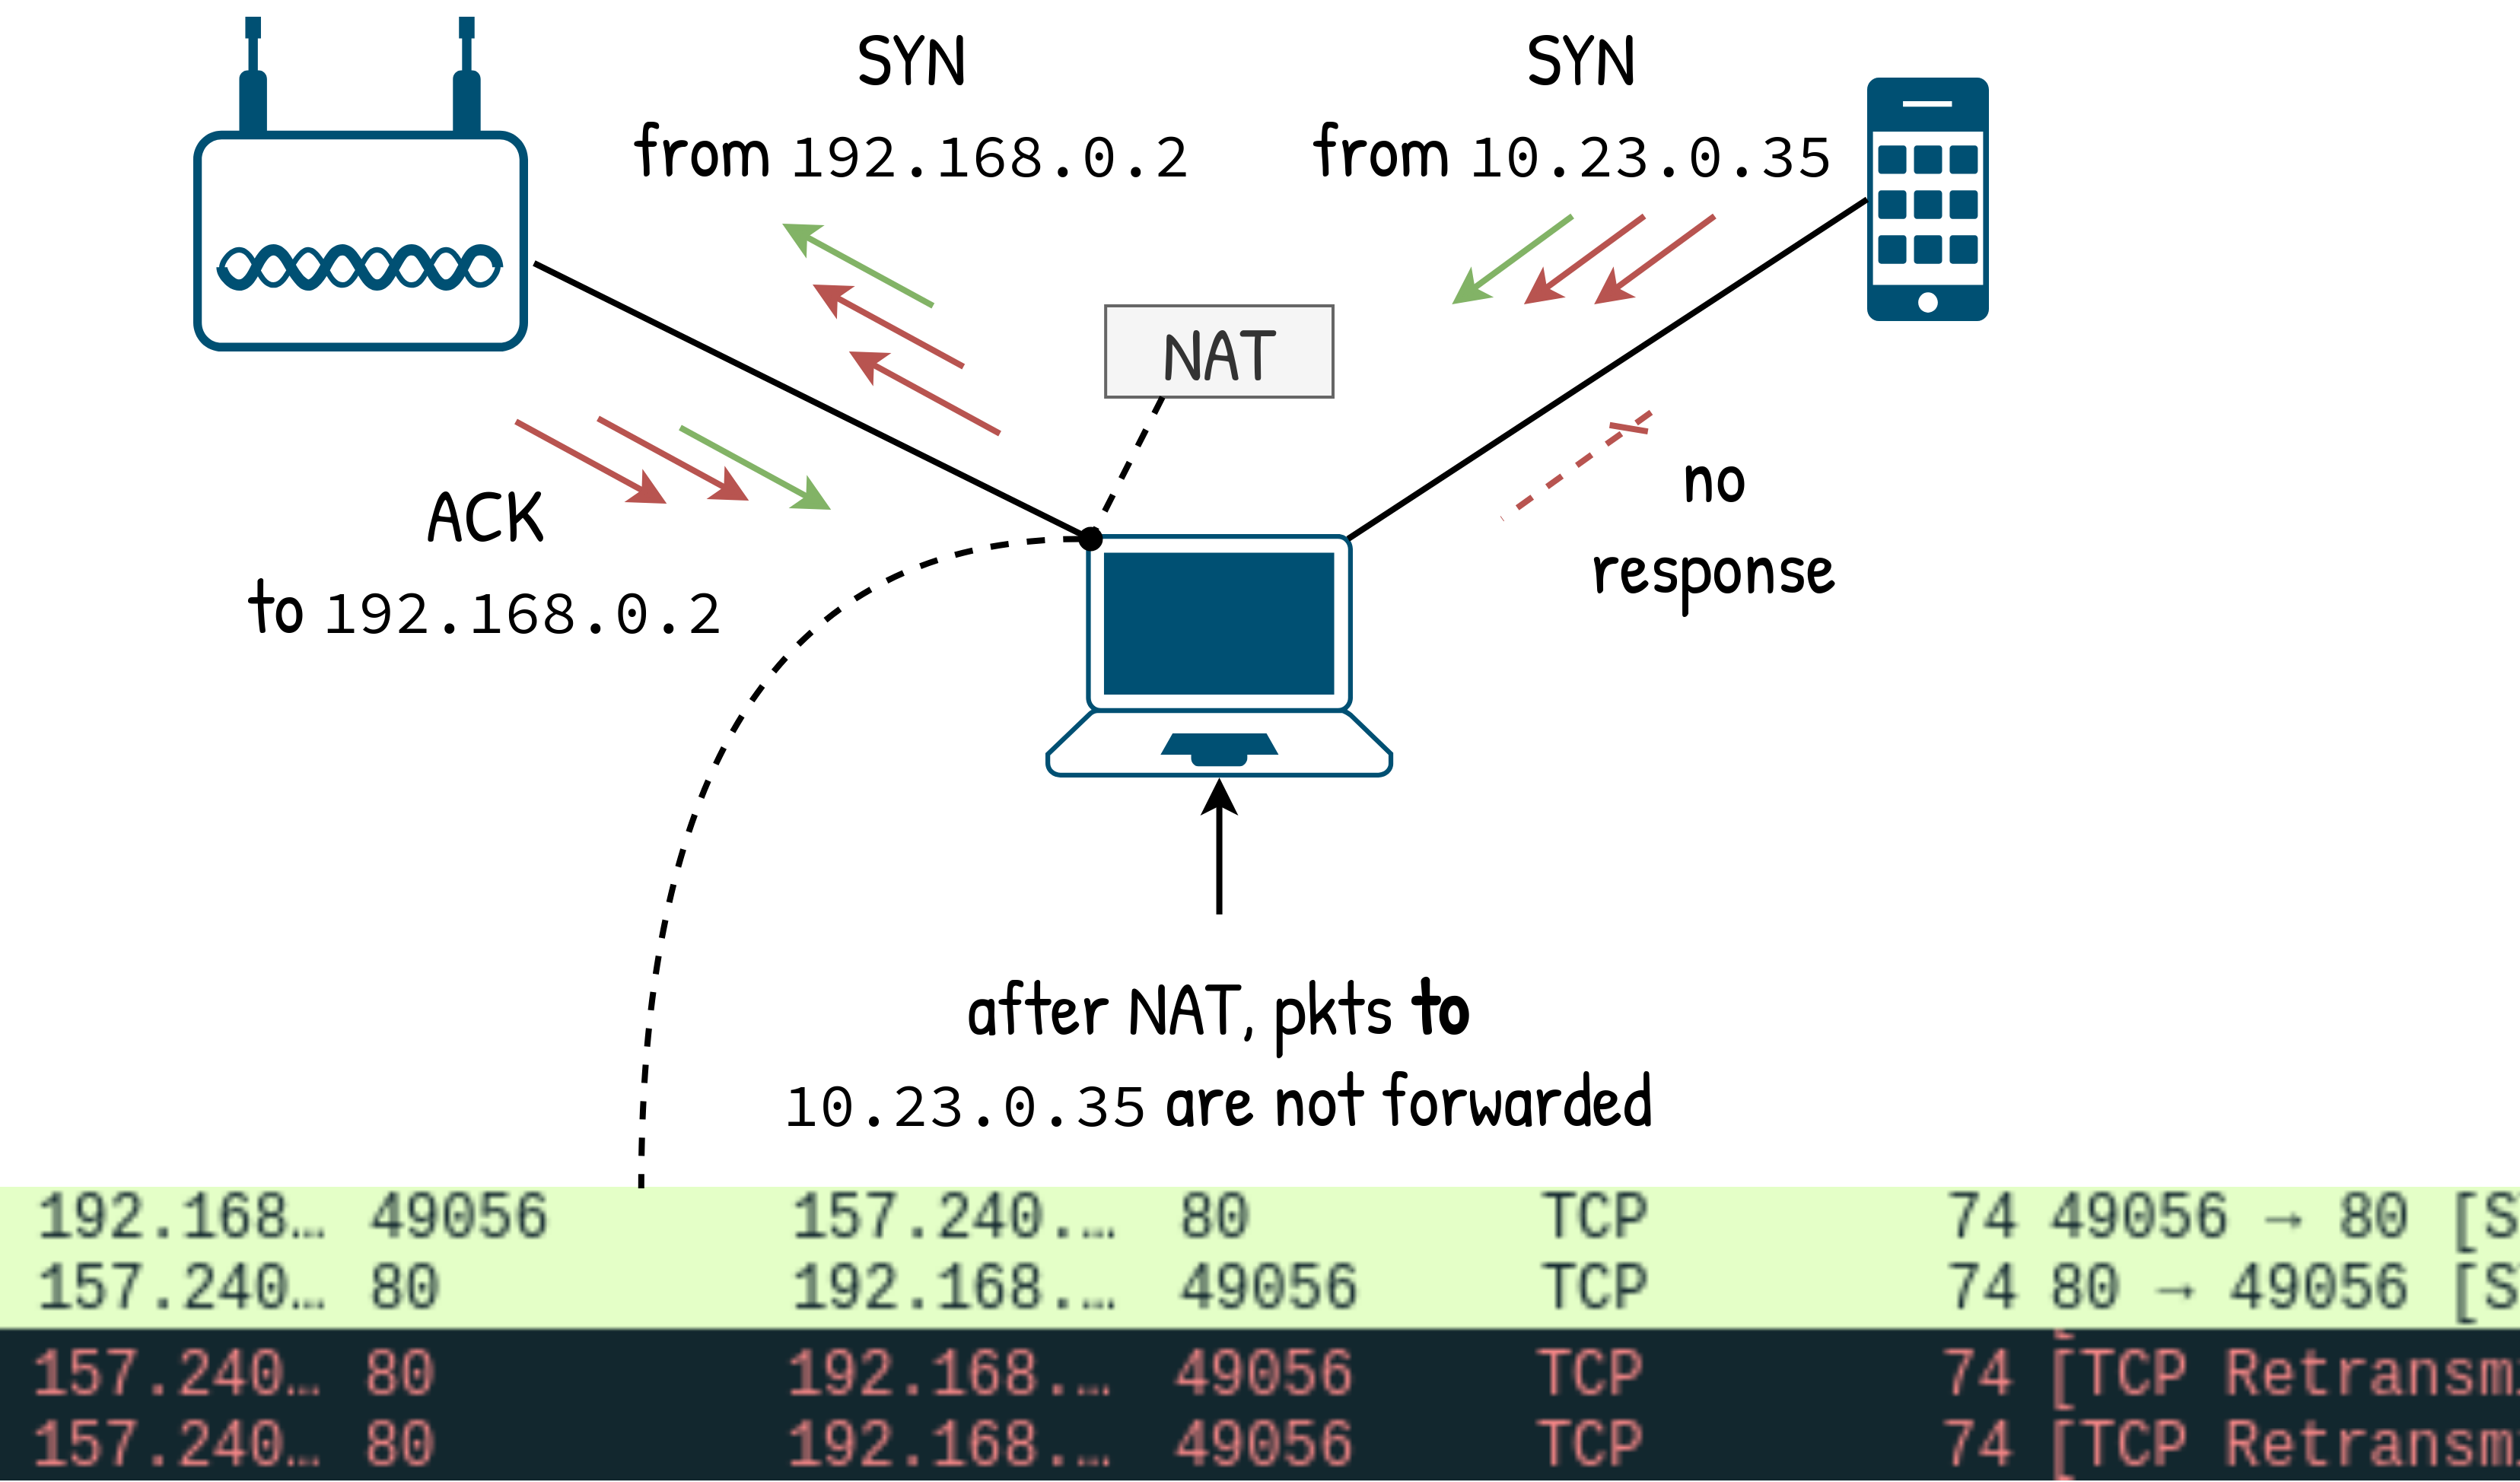 SYN
from 192.168.0.2
SYN
from 10.23.0.35
NAT
ACK
to 192.168.0.2
no
response
after NAT, pkts to
10.23.0.35 are not forwarded
192.168… 49056 157.240.… 80 TCP 74 49056 → 80 [S
157.240… 80 192.168.… 49056 TCP 74 80 → 49056 [S
157.240… 80 192.168.… 49056 TCP 74 [TCP Retransm
157.240… 80 192.168.… 49056 TCP 74 [TCP Retransm